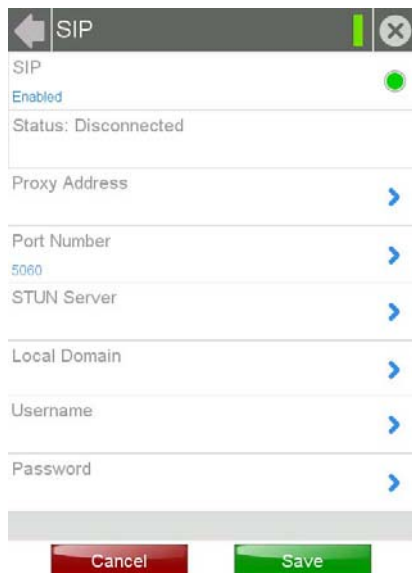 SIP
SIP
Enabled
Status: Disconnected
Proxy Address
Port Number
5060
STUN Server
Local Domain
Username
Password
Cancel
Save